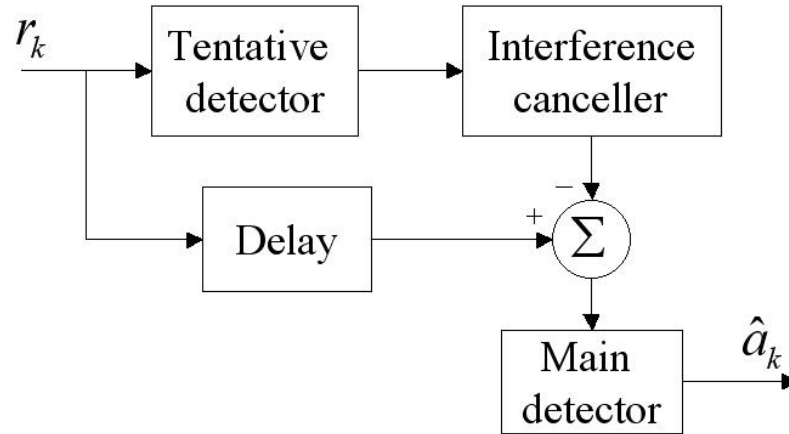 r_k
Tentative
detector
Interference
canceller
−
+
Σ
Delay
Main
detector
â_k